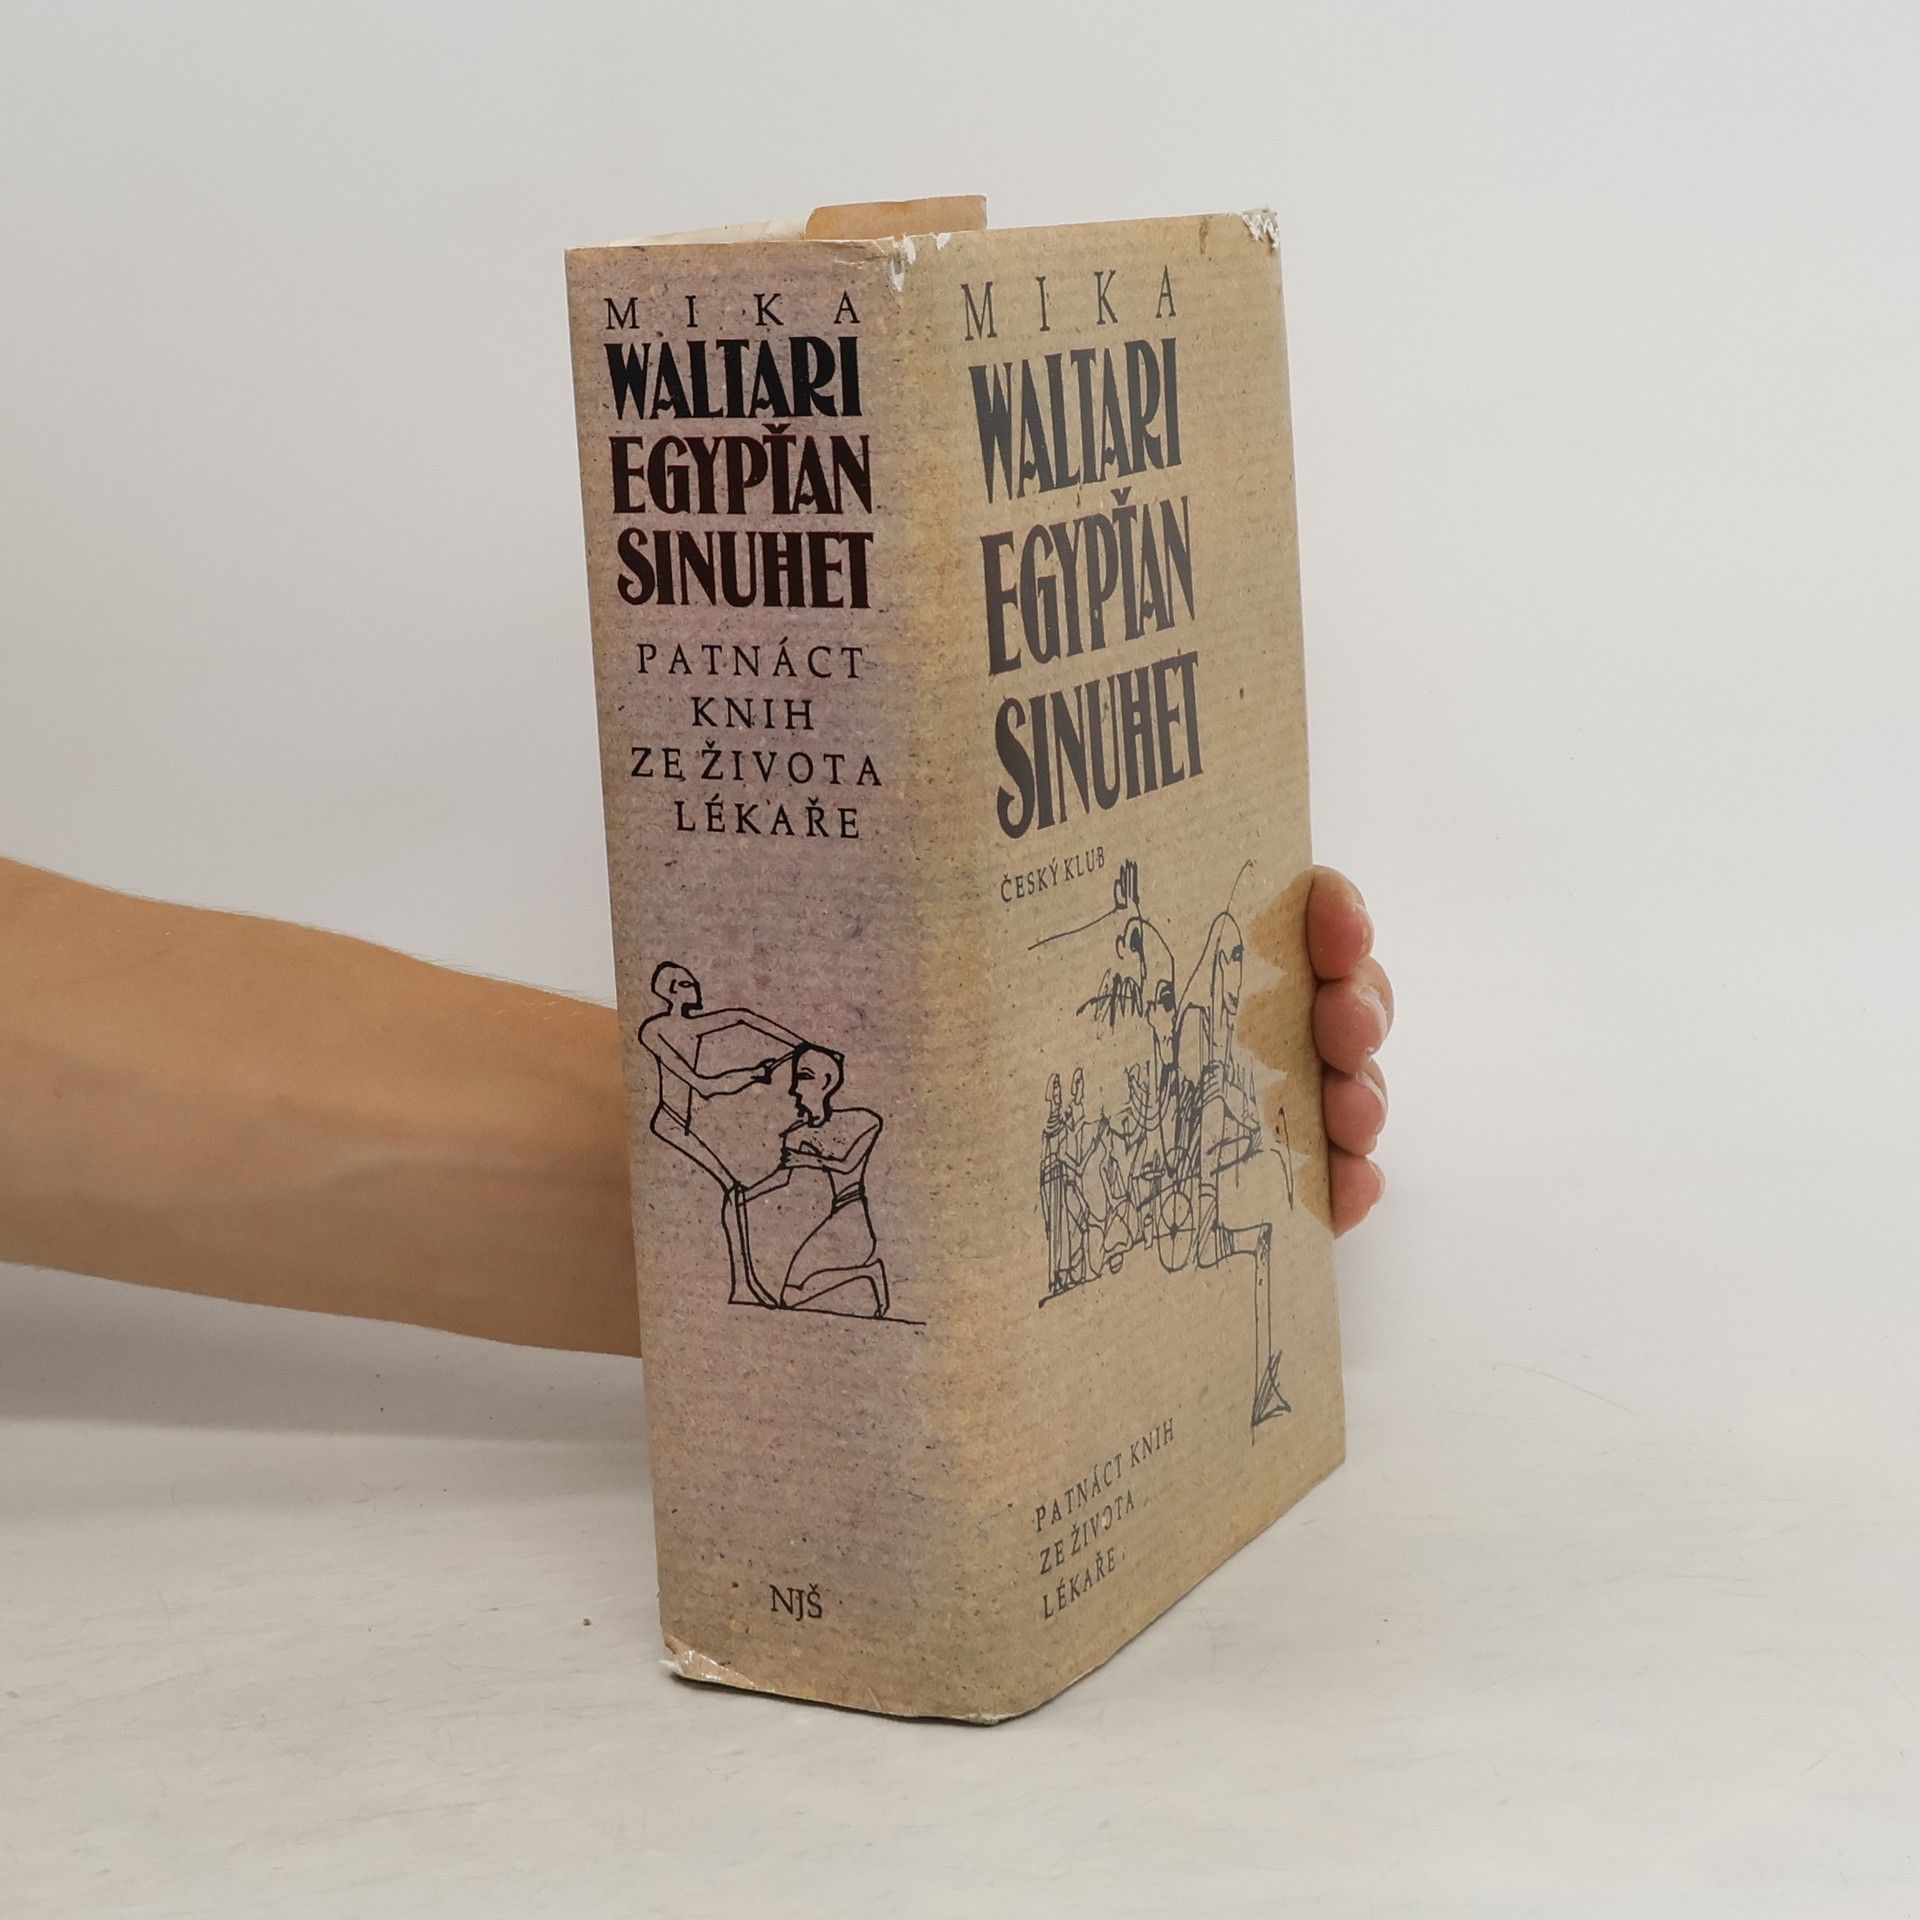 MIKA
WALTARI
EGYPŤAN
SINUHET
PATNÁCT
KNIH
ZE ŽIVOTA
LÉKAŘE
NJŠ
MIKA
WALTARI
EGYPŤAN
SINUHET
ČESKÝ KLUB
PATNÁCT KNIH
ZE ŽIVOTA
LÉKAŘE